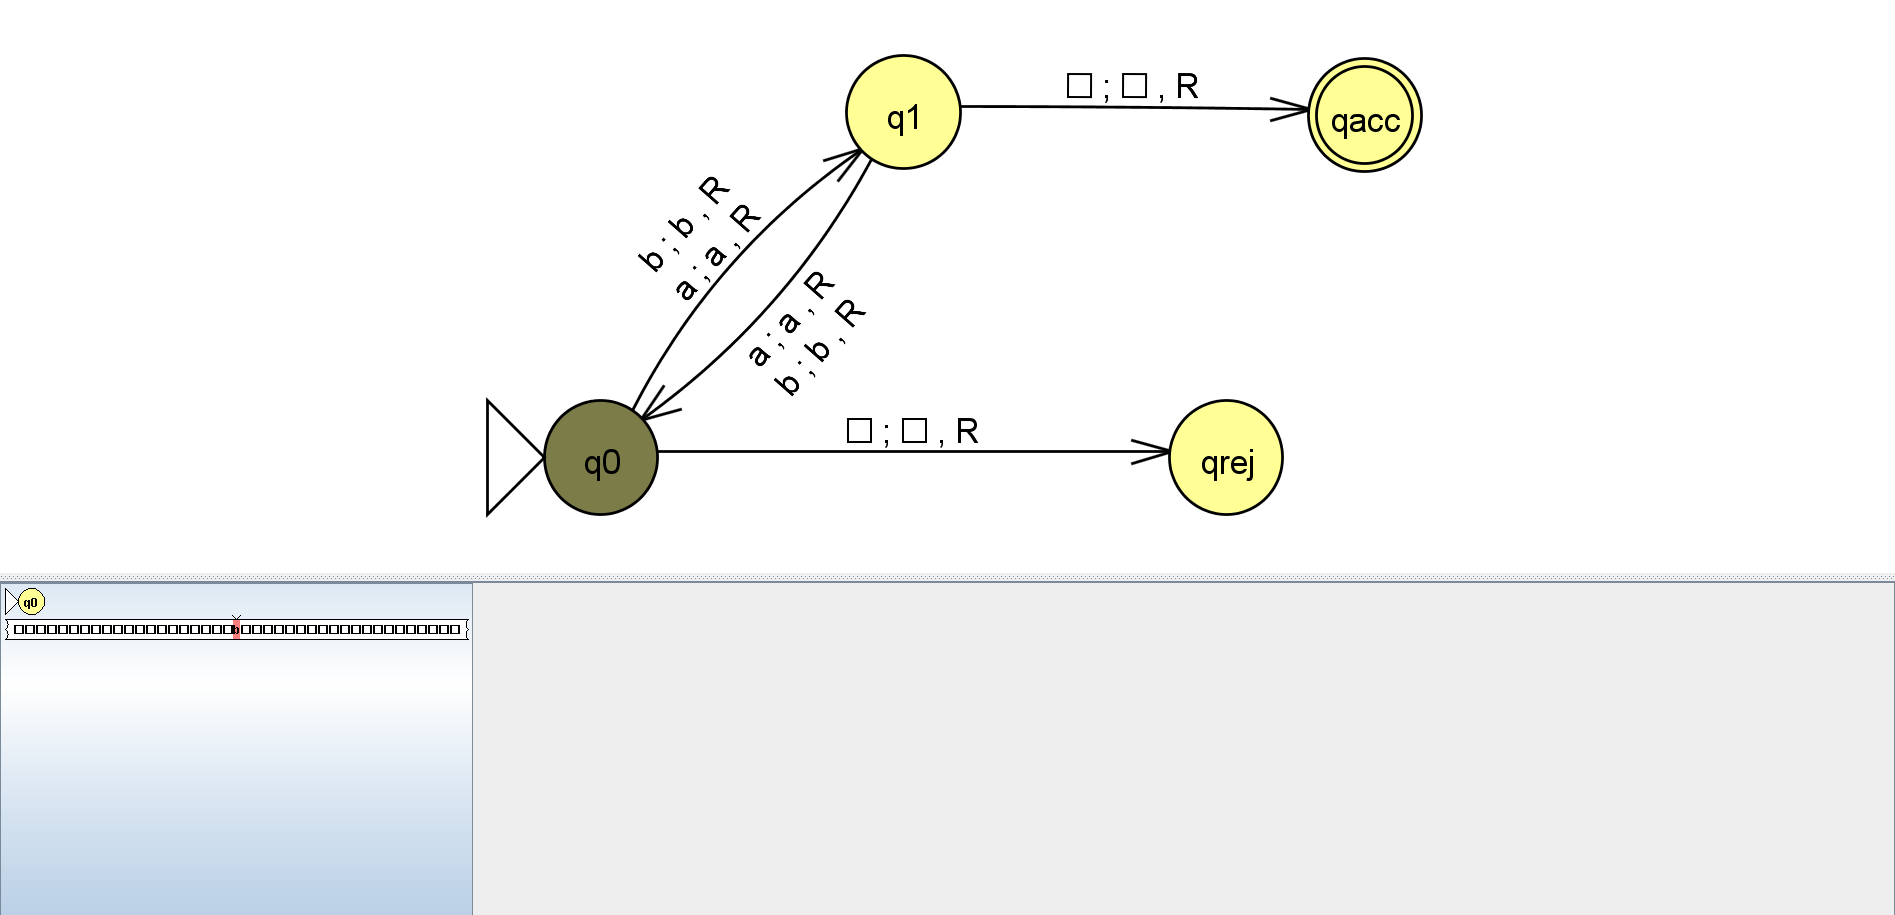 q1
□ ; □ , R
qacc
b ; b , R
a ; a , R
a ; a , R
b ; b , R
q0
□ ; □ , R
qrej
q0
□□□□□□□□□□□□□□□□□□□□b□□□□□□□□□□□□□□□□□□□□